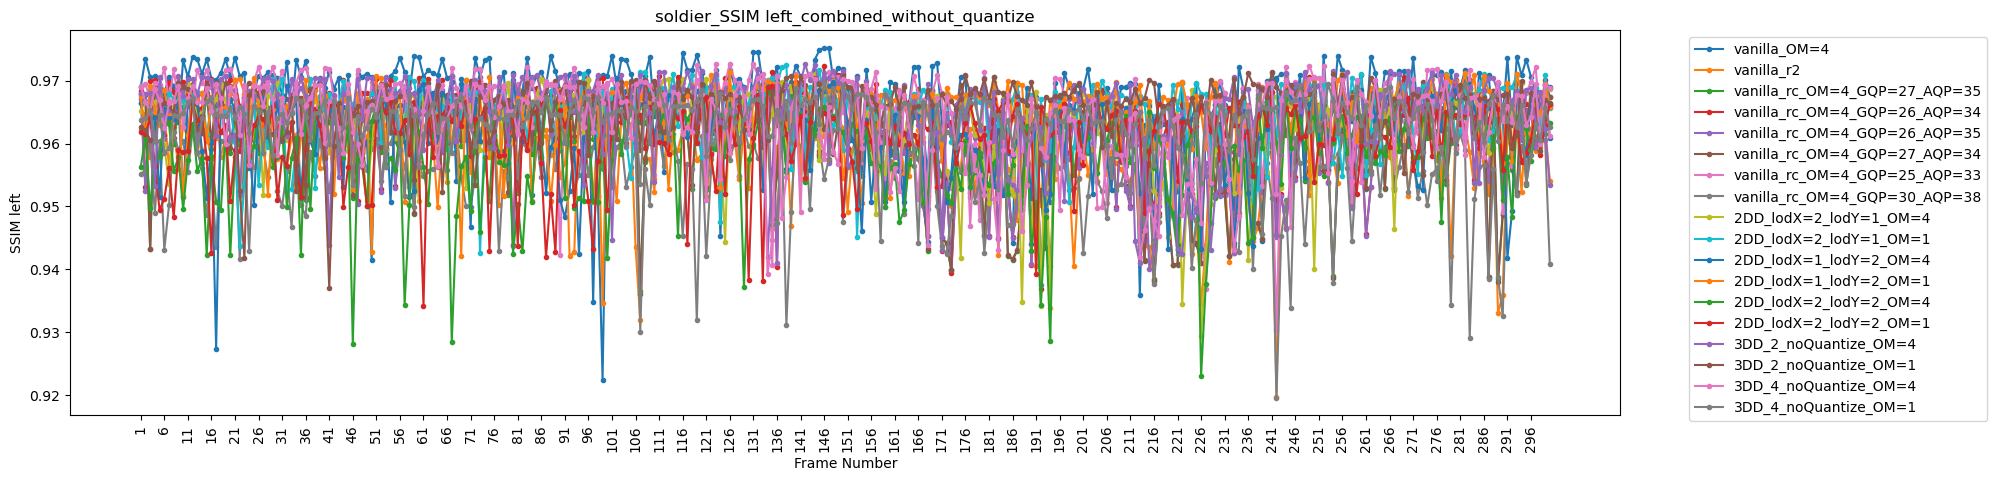 soldier_SSIM left_combined_without_quantize
SSIM left
0.97
0.96
0.95
0.94
0.93
0.92
1 6 11 16 21 26 31 36 41 46 51 56 61 66 71 76 81 86 91 96 101 106 111 116 121 126 131 136 141 146 151 156 161 166 171 176 181 186 191 196 201 206 211 216 221 226 231 236 241 246 251 256 261 266 271 276 281 286 291 296
Frame Number
vanilla_OM=4
vanilla_r2
vanilla_rc_OM=4_GQP=27_AQP=35
vanilla_rc_OM=4_GQP=26_AQP=34
vanilla_rc_OM=4_GQP=26_AQP=35
vanilla_rc_OM=4_GQP=27_AQP=34
vanilla_rc_OM=4_GQP=25_AQP=33
vanilla_rc_OM=4_GQP=30_AQP=38
2DD_lodX=2_lodY=1_OM=4
2DD_lodX=2_lodY=1_OM=1
2DD_lodX=1_lodY=2_OM=4
2DD_lodX=1_lodY=2_OM=1
2DD_lodX=2_lodY=2_OM=4
2DD_lodX=2_lodY=2_OM=1
3DD_2_noQuantize_OM=4
3DD_2_noQuantize_OM=1
3DD_4_noQuantize_OM=4
3DD_4_noQuantize_OM=1